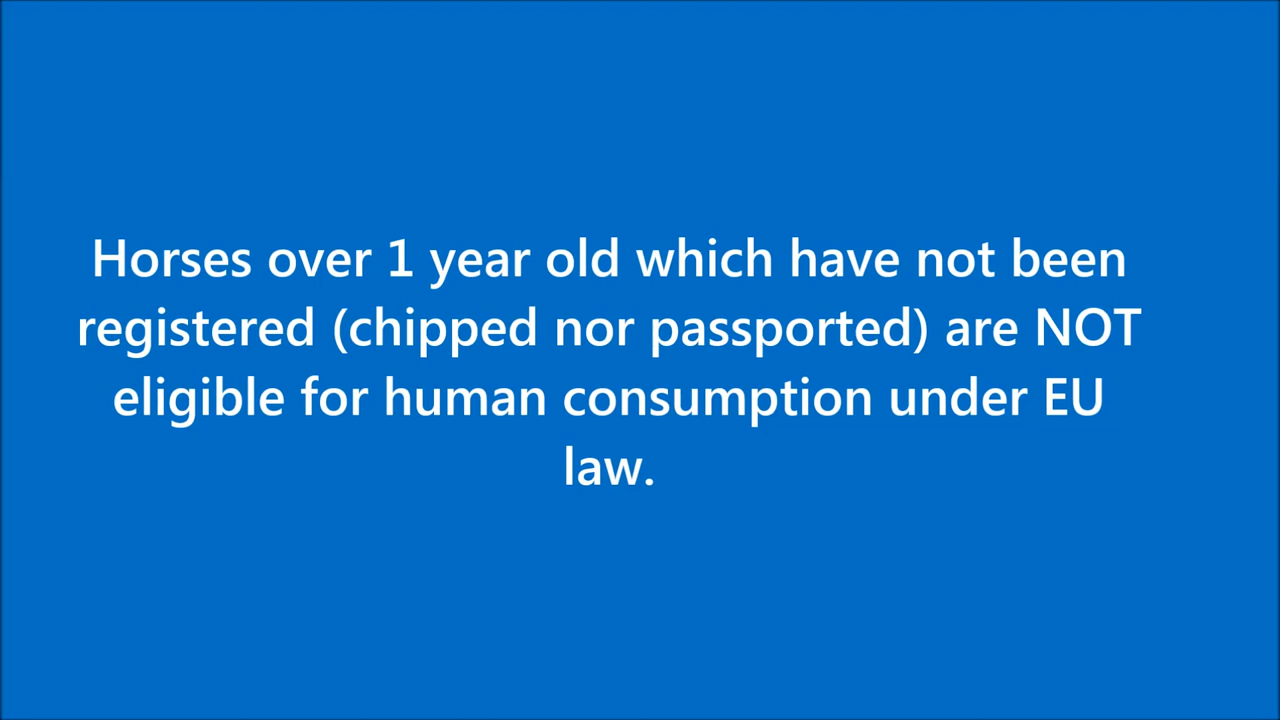 Horses over 1 year old which have not been
registered (chipped nor passported) are NOT
eligible for human consumption under EU
law.